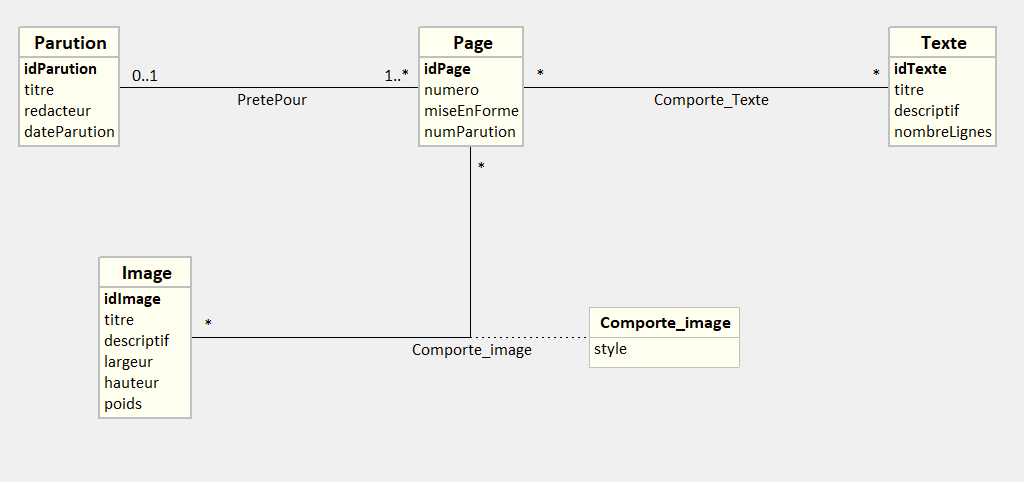 Parution
idParution
titre
redacteur
dateParution
0..1
1..*
PretePour
Page
idPage
numero
miseEnForme
numParution
*
*
Comporte_Texte
Texte
idTexte
titre
descriptif
nombreLignes
*
Image
idImage
titre
descriptif
largeur
hauteur
poids
*
Comporte_image
Comporte_image
style